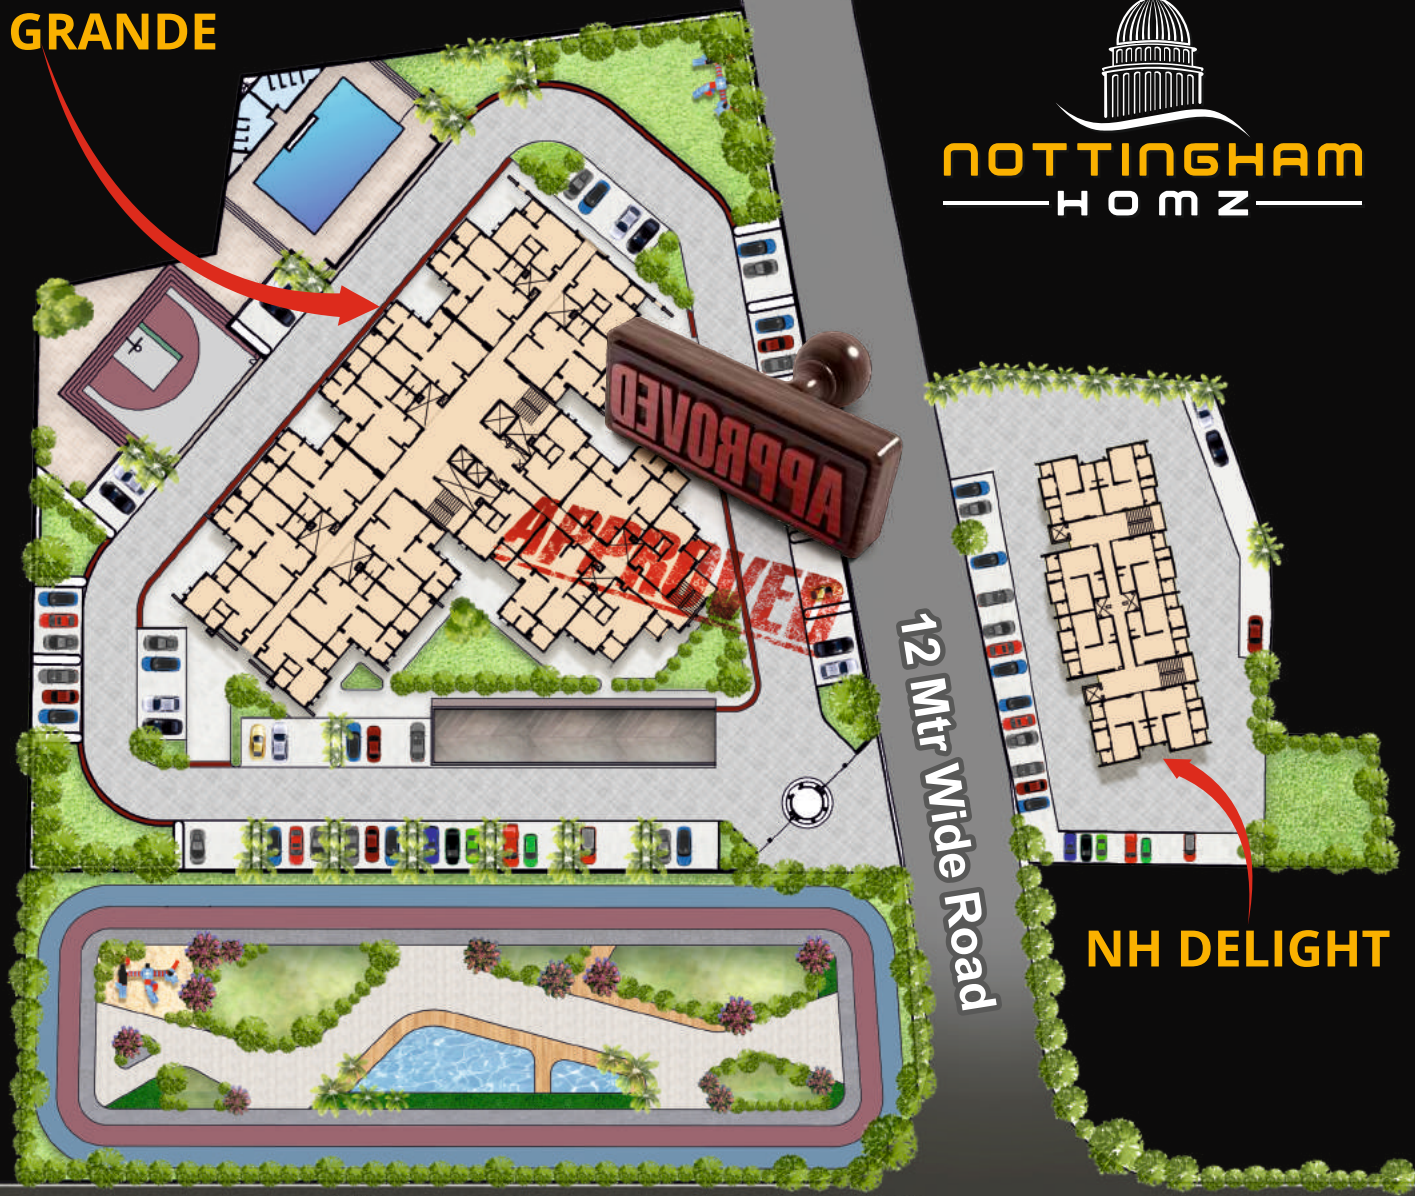 GRANDE
NOTTINGHAM
HOMZ
APPROVED
APPROVED
12 Mtr Wide Road
NH DELIGHT